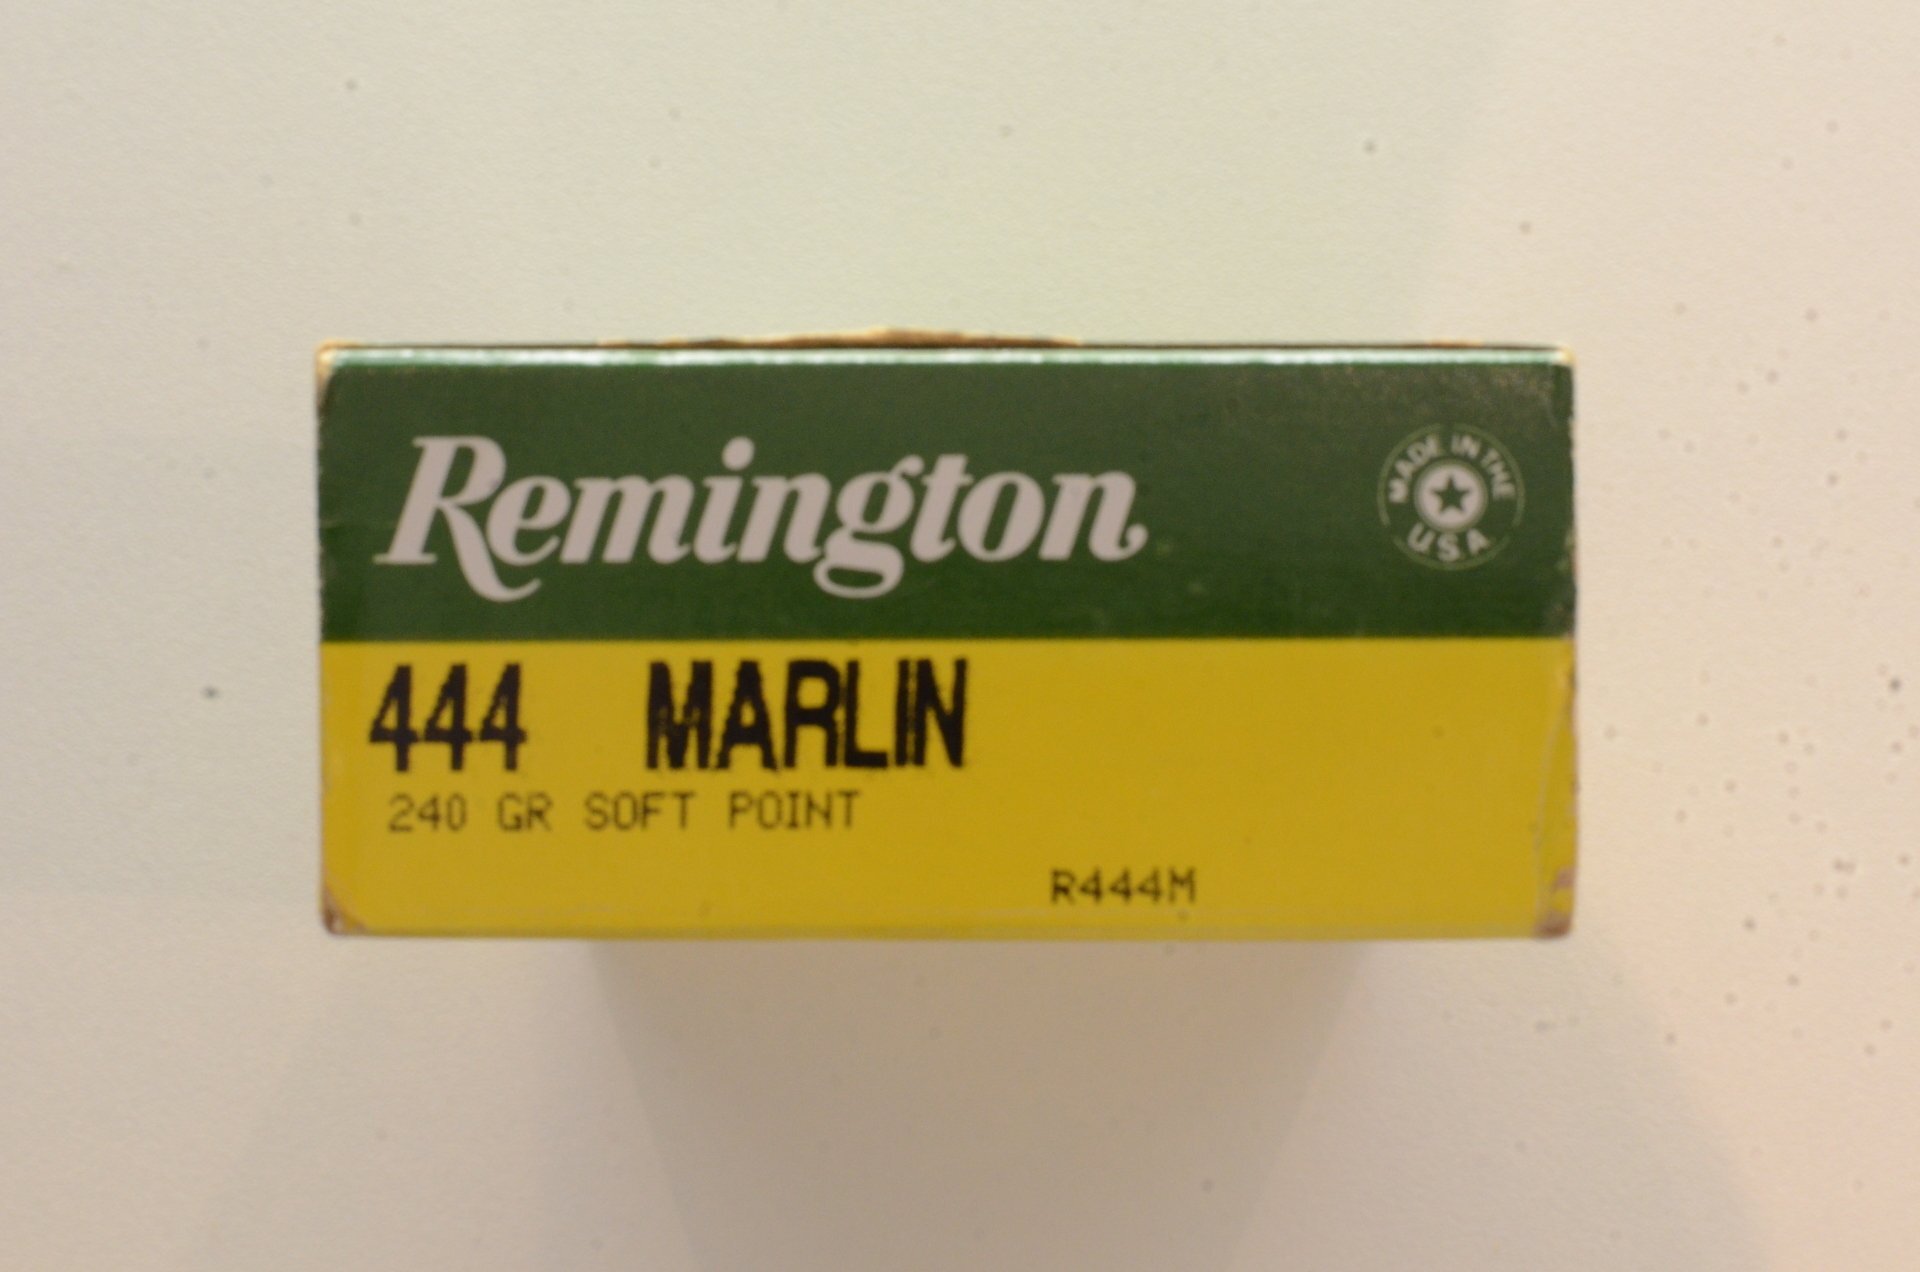 Remington
MADE IN THE
U.S.A
444 MARLIN
240 GR SOFT POINT
R444M